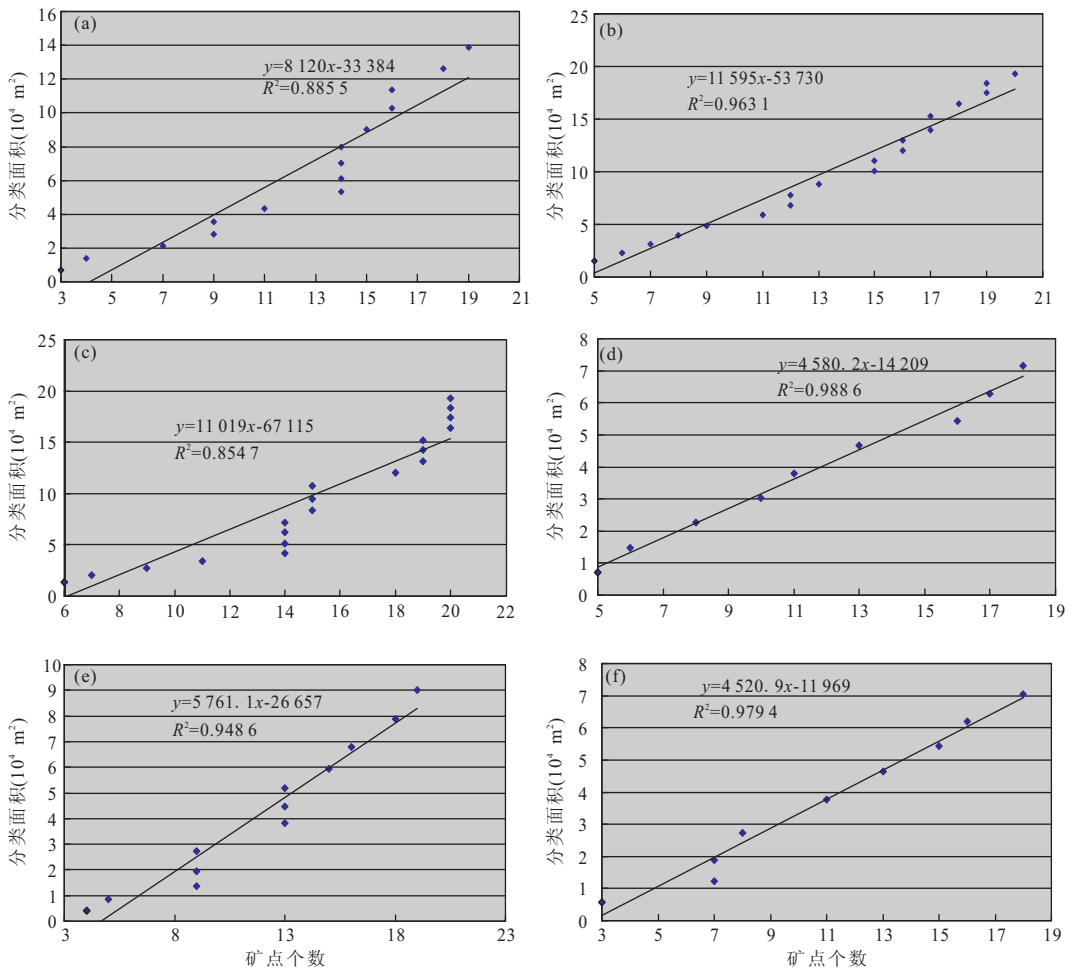 (a)
y=8 120x-33 384
R²=0.885 5
分类面积(10⁴ m²)
16
14
12
10
8
6
4
2
0
3 5 7 9 11 13 15 17 19 21
(b)
y=11 595x-53 730
R²=0.963 1
分类面积(10⁴ m²)
25
20
15
10
5
0
5 7 9 11 13 15 17 19 21
(c)
y=11 019x-67 115
R²=0.854 7
分类面积(10⁴ m²)
25
20
15
10
5
0
6 8 10 12 14 16 18 20 22
(d)
y=4 580. 2x-14 209
R²=0.988 6
分类面积(10⁴ m²)
8
7
6
5
4
3
2
1
0
5 7 9 11 13 15 17 19
(e)
y=5 761. 1x-26 657
R²=0.948 6
分类面积(10⁴ m²)
10
9
8
7
6
5
4
3
2
1
0
3 8 13 18 23
矿点个数
(f)
y=4 520. 9x-11 969
R²=0.979 4
分类面积(10⁴ m²)
8
7
6
5
4
3
2
1
0
3 5 7 9 11 13 15 17 19
矿点个数